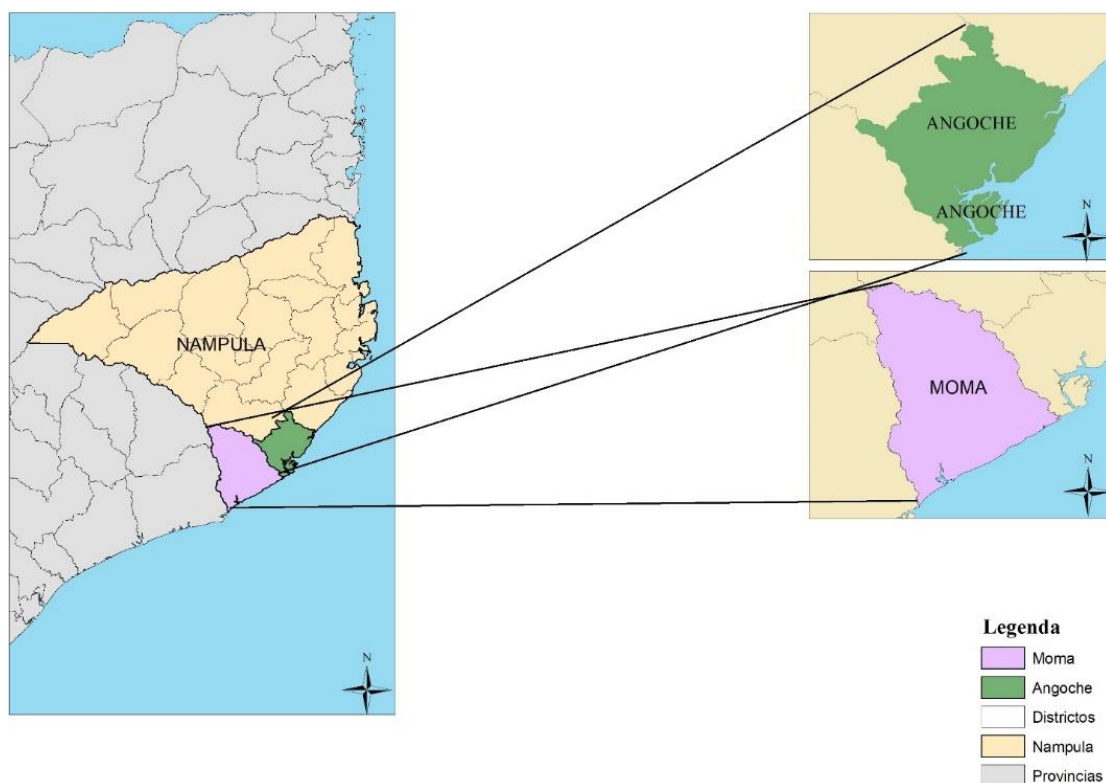 NAMPULA
N
ANGOCHE
ANGOCHE
N
MOMA
N
Legenda
Moma
Angoche
Districtos
Nampula
Provincias